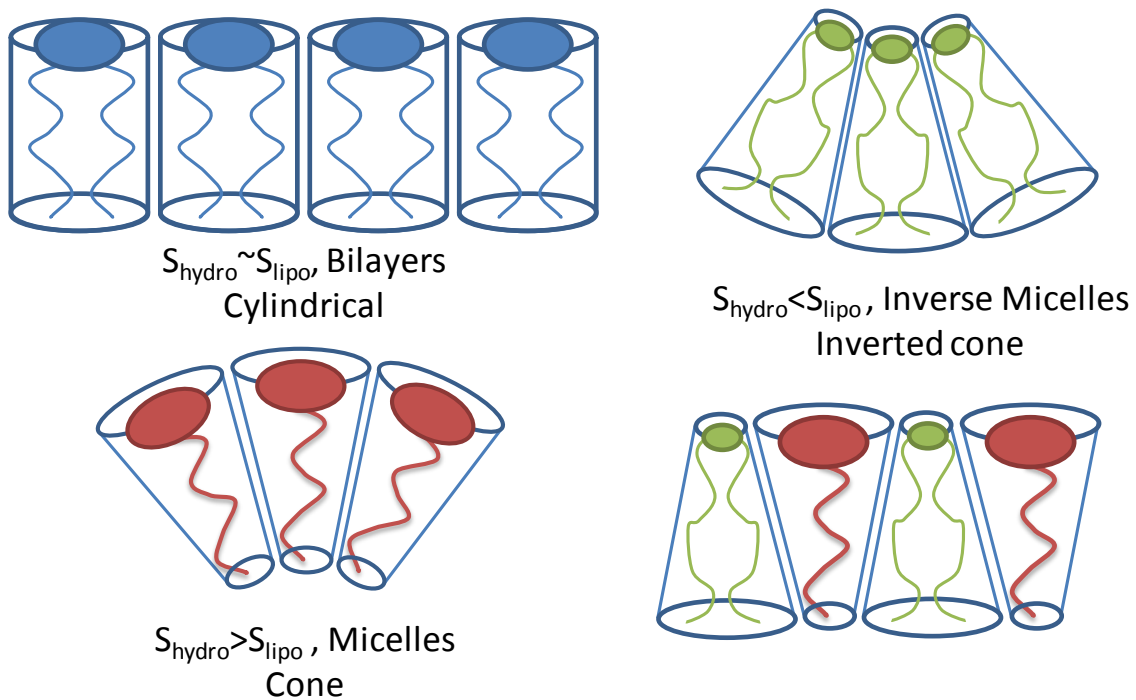 S_hydro~S_lipo, Bilayers
Cylindrical
S_hydro<S_lipo , Inverse Micelles
Inverted cone
S_hydro>S_lipo , Micelles
Cone